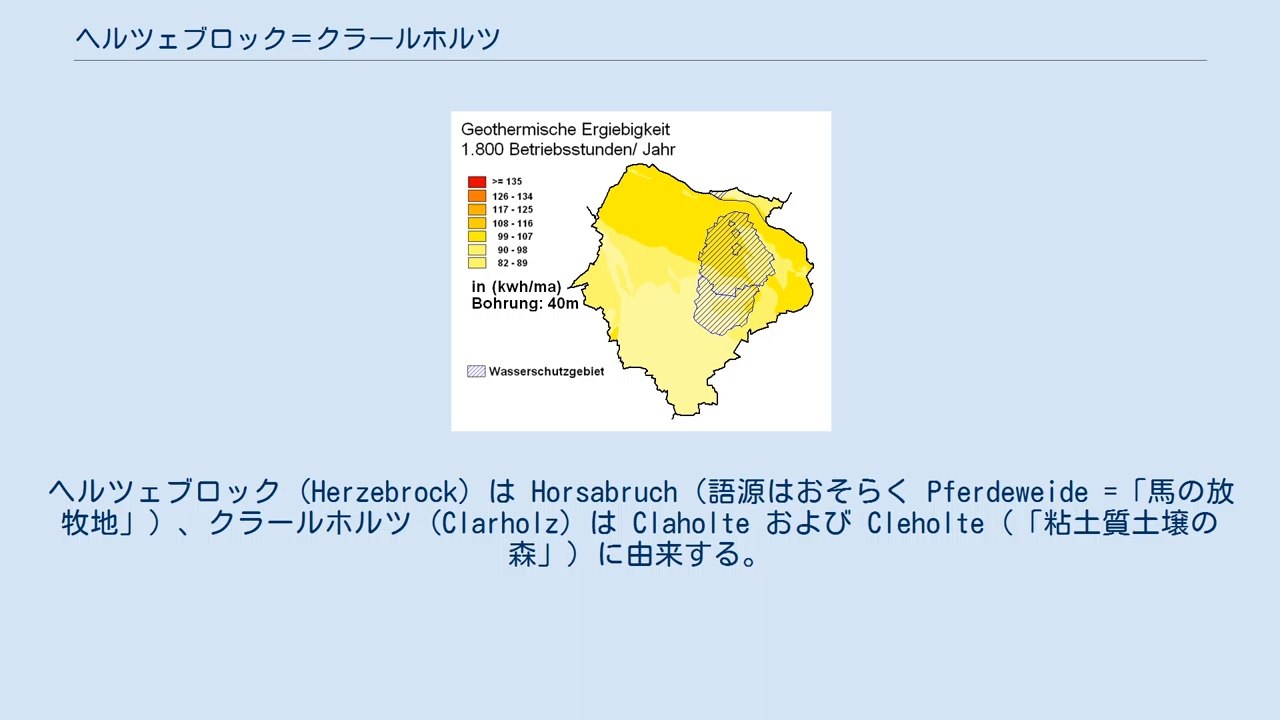 ヘルツェブロック＝クラールホルツ
Geothermische Ergiebigkeit
1.800 Betriebsstunden/ Jahr
>= 135
126 - 134
117 - 125
108 - 116
99 - 107
90 - 98
82 - 89
in (kwh/ma)
Bohrung: 40m
Wasserschutzgebiet
ヘルツェブロック（Herzebrock）は Horsabruch（語源はおそらく Pferdeweide =「馬の放
牧地」）、クラールホルツ（Clarholz）は Claholte および Cleholte（「粘土質土壌の
森」）に由来する。